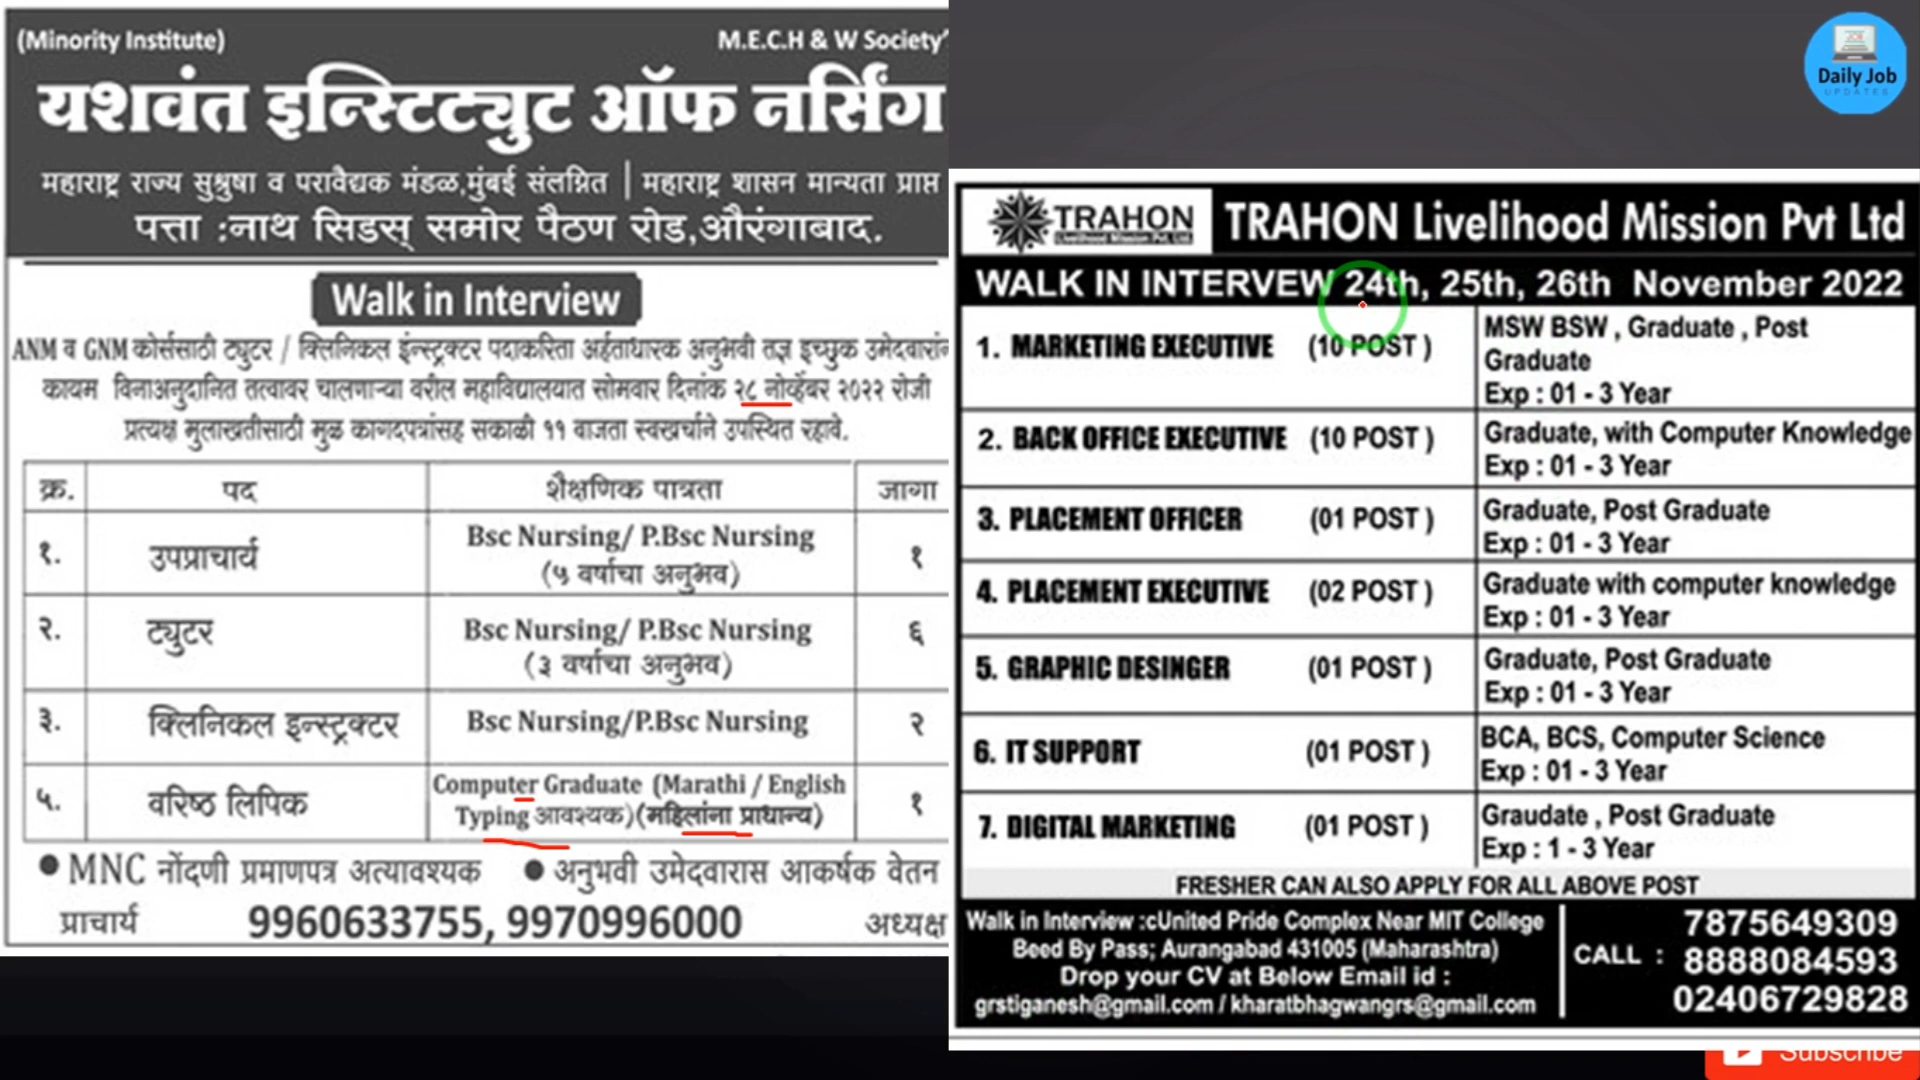 (Minority Institute) M.E.C.H & W Society'
यशवंत इन्स्टिट्युट ऑफ नर्सिंग
महाराष्ट्र राज्य सुश्रुषा व परावैद्यक मंडळ,मुंबई संलग्नित | महाराष्ट्र शासन मान्यता प्राप्त
पत्ता :नाथ सिडस् समोर पैठण रोड,औरंगाबाद.
Walk in Interview
ANM व GNM कोर्ससाठी ट्युटर / क्लिनिकल इंन्स्ट्रक्टर पदाकरिता अर्हताधारक अनुभवी तज्ञ इच्छुक उमेदवारांन
कायम विनाअनुदानित तत्वावर चालणाऱ्या वरील महाविद्यालयात सोमवार दिनांक २८ नोव्हेंबर २०२२ रोजी
प्रत्यक्ष मुलाखतीसाठी मुळ कागदपत्रांसह सकाळी ११ वाजता स्वखर्चाने उपस्थित रहावे.
क्र. पद शैक्षणिक पात्रता जागा
१. उपप्राचार्य Bsc Nursing/ P.Bsc Nursing (५ वर्षाचा अनुभव) १
२. ट्युटर Bsc Nursing/ P.Bsc Nursing (३ वर्षाचा अनुभव) ६
३. क्लिनिकल इन्स्ट्रक्टर Bsc Nursing/P.Bsc Nursing २
५. वरिष्ठ लिपिक Computer Graduate (Marathi / English Typing आवश्यक)(महिलांना प्राधान्य) १
● MNC नोंदणी प्रमाणपत्र अत्यावश्यक ● अनुभवी उमेदवारास आकर्षक वेतन
प्राचार्य 9960633755, 9970996000 अध्यक्ष
Daily Job
UPDATES
TRAHON
Livelihood Mission Pvt. Ltd.
TRAHON Livelihood Mission Pvt Ltd
WALK IN INTERVEW 24th, 25th, 26th November 2022
1. MARKETING EXECUTIVE (10 POST ) MSW BSW , Graduate , Post
Graduate
Exp : 01 - 3 Year
2. BACK OFFICE EXECUTIVE (10 POST ) Graduate, with Computer Knowledge
Exp : 01 - 3 Year
3. PLACEMENT OFFICER (01 POST ) Graduate, Post Graduate
Exp : 01 - 3 Year
4. PLACEMENT EXECUTIVE (02 POST ) Graduate with computer knowledge
Exp : 01 - 3 Year
5. GRAPHIC DESINGER (01 POST ) Graduate, Post Graduate
Exp : 01 - 3 Year
6. IT SUPPORT (01 POST ) BCA, BCS, Computer Science
Exp : 01 - 3 Year
7. DIGITAL MARKETING (01 POST ) Graudate , Post Graduate
Exp : 1 - 3 Year
FRESHER CAN ALSO APPLY FOR ALL ABOVE POST
Walk in Interview :cUnited Pride Complex Near MIT College
Beed By Pass; Aurangabad 431005 (Maharashtra)
Drop your CV at Below Email id :
grstiganesh@gmail.com / kharatbhagwangrs@gmail.com
CALL : 7875649309
8888084593
02406729828
Subscribe